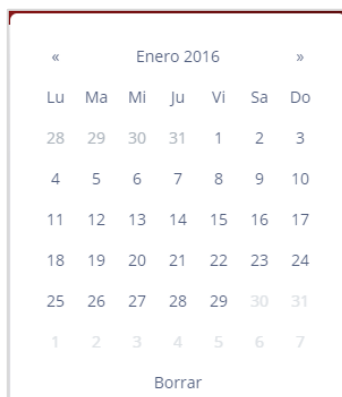 « Enero 2016 »
Lu Ma Mi Ju Vi Sa Do
28 29 30 31 1 2 3
4 5 6 7 8 9 10
11 12 13 14 15 16 17
18 19 20 21 22 23 24
25 26 27 28 29 30 31
1 2 3 4 5 6 7
Borrar